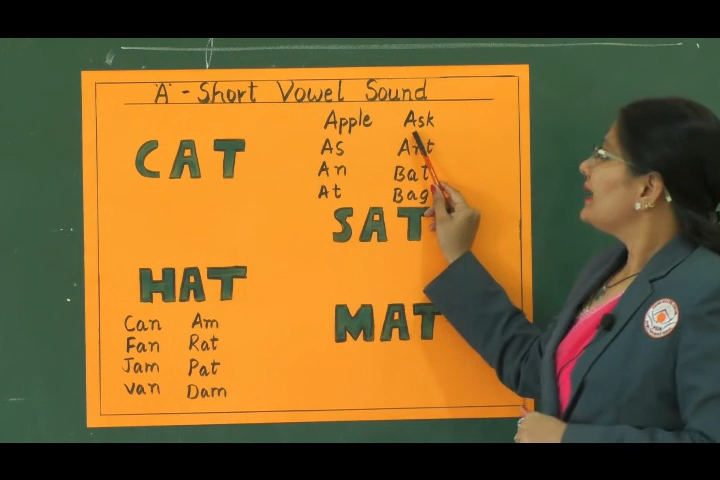 A - Short Vowel Sound
Apple Ask
As Ant
An Bat
At Bag
CAT
SAT
HAT
MAT
Can Am
Fan Rat
Jam Pat
Van Dam